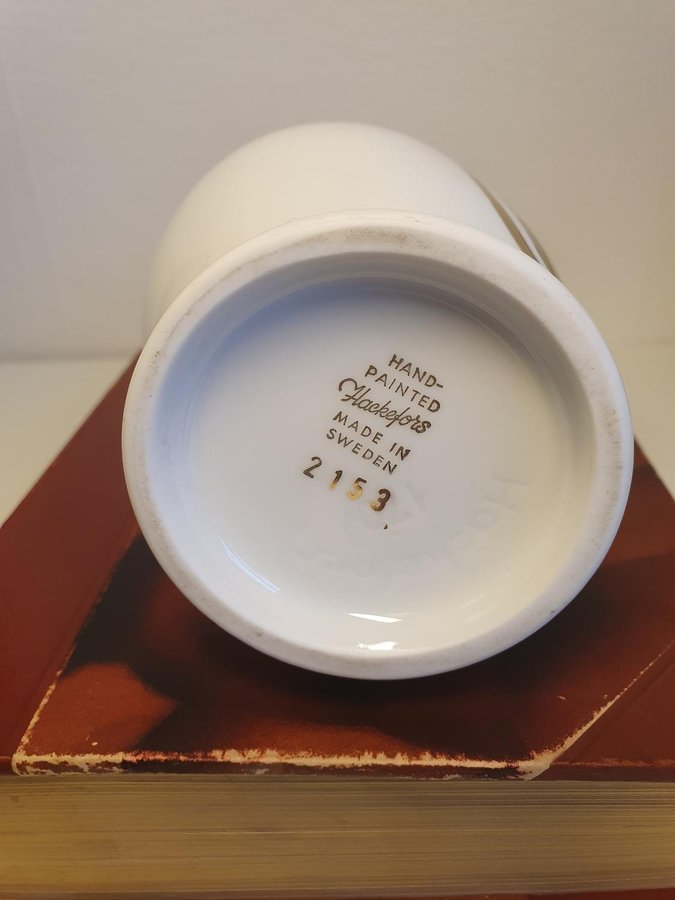 HAND-
PAINTED
Hackefors
MADE IN
SWEDEN
2153